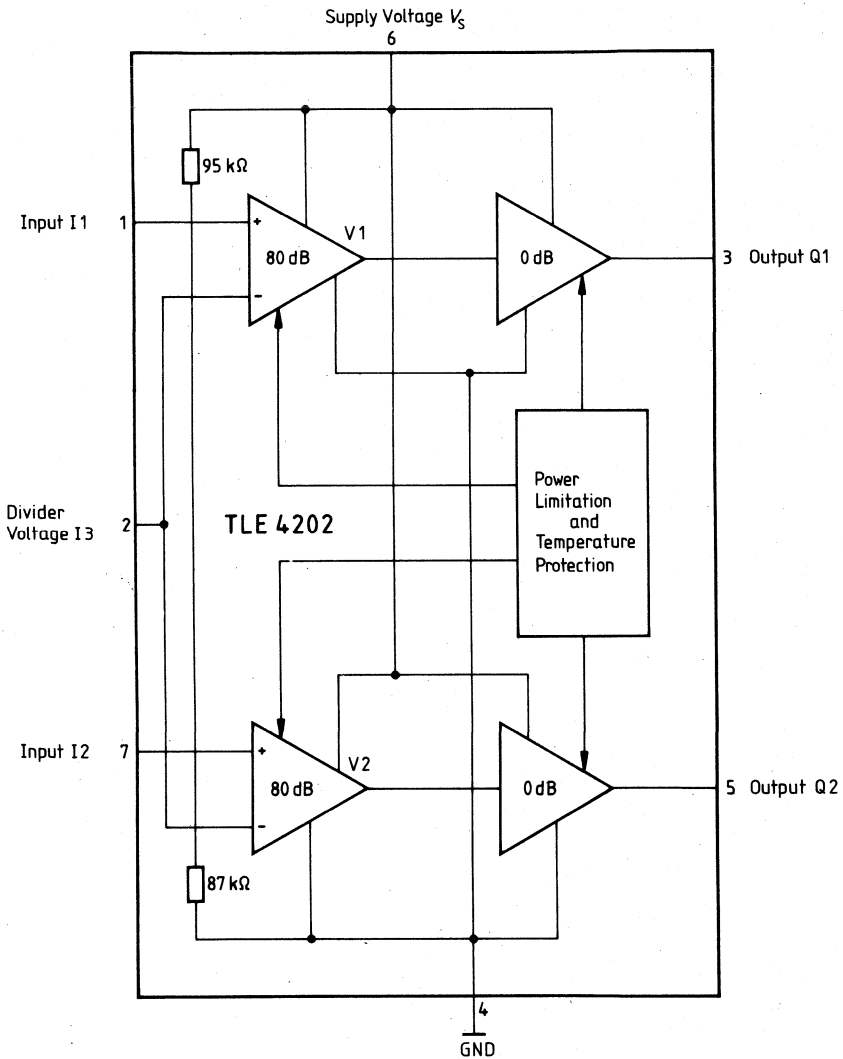 Supply Voltage Vs
6
95 kΩ
Input I1 1
+
80 dB
V1
-
0 dB
3 Output Q1
Power
Limitation
and
Temperature
Protection
Divider
Voltage I3
2
TLE 4202
Input I2 7
+
80 dB
V2
-
0 dB
5 Output Q2
87 kΩ
4
GND